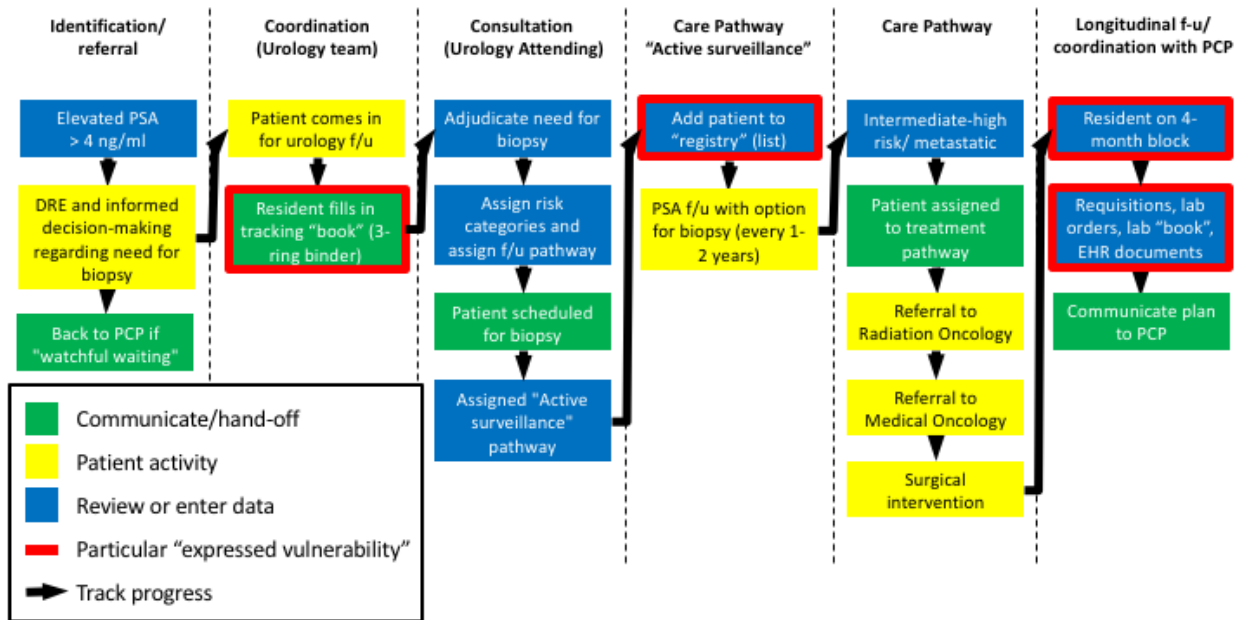 Identification/
referral
Coordination
(Urology team)
Consultation
(Urology Attending)
Care Pathway
“Active surveillance”
Care Pathway
Longitudinal f-u/
coordination with PCP
Elevated PSA
> 4 ng/ml
DRE and informed
decision-making
regarding need for
biopsy
Back to PCP if
"watchful waiting"
Patient comes in
for urology f/u
Resident fills in
tracking “book” (3-
ring binder)
Adjudicate need for
biopsy
Assign risk
categories and
assign f/u pathway
Patient scheduled
for biopsy
Assigned "Active
surveillance"
pathway
Add patient to
“registry” (list)
PSA f/u with option
for biopsy (every 1-
2 years)
Intermediate-high
risk/ metastatic
Patient assigned
to treatment
pathway
Referral to
Radiation Oncology
Referral to
Medical Oncology
Surgical
intervention
Resident on 4-
month block
Requisitions, lab
orders, lab “book”,
EHR documents
Communicate plan
to PCP
Communicate/hand-off
Patient activity
Review or enter data
Particular “expressed vulnerability”
Track progress